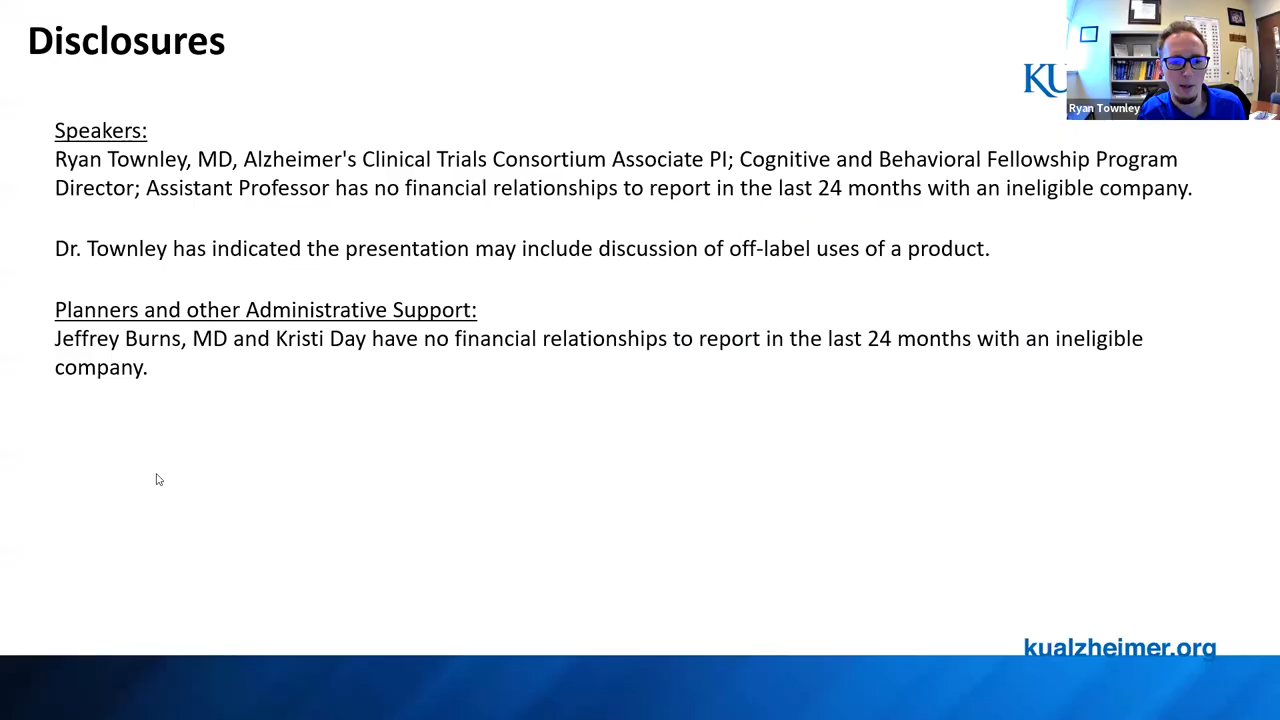 Disclosures
KU
Ryan Townley
Speakers:
Ryan Townley, MD, Alzheimer's Clinical Trials Consortium Associate PI; Cognitive and Behavioral Fellowship Program
Director; Assistant Professor has no financial relationships to report in the last 24 months with an ineligible company.
Dr. Townley has indicated the presentation may include discussion of off-label uses of a product.
Planners and other Administrative Support:
Jeffrey Burns, MD and Kristi Day have no financial relationships to report in the last 24 months with an ineligible
company.
kualzheimer.org